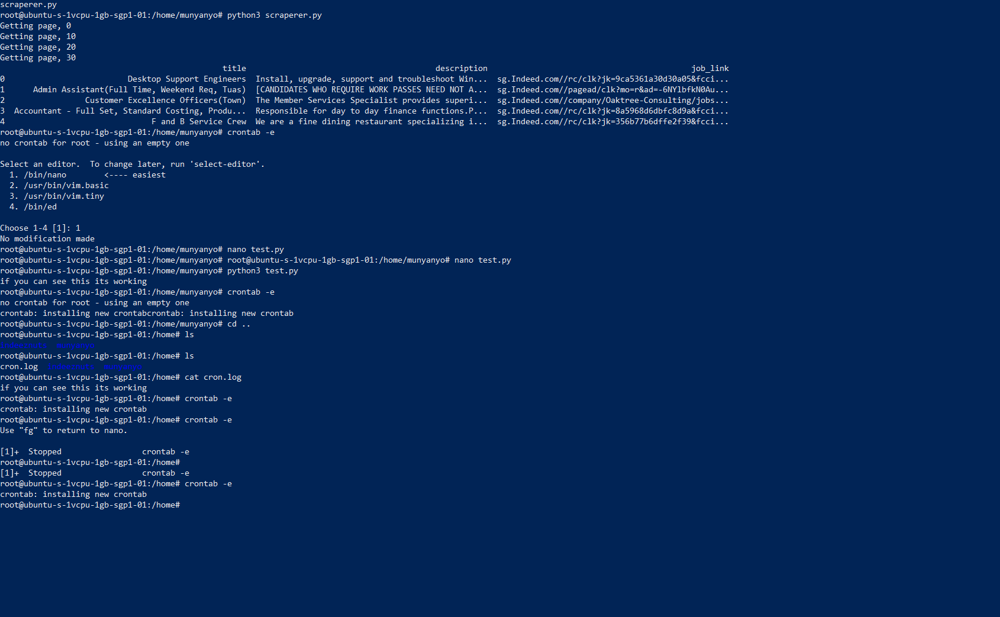 scraperer.py
root@ubuntu-s-1vcpu-1gb-sgp1-01:/home/munyanyo# python3 scraperer.py
Getting page, 0
Getting page, 10
Getting page, 20
Getting page, 30
title description job_link
0 Desktop Support Engineers Install, upgrade, support and troubleshoot Win... sg.Indeed.com//rc/clk?jk=9ca5361a30d30a05&fcci...
1 Admin Assistant(Full Time, Weekend Req, Tuas) [CANDIDATES WHO REQUIRE WORK PASSES NEED NOT A... sg.Indeed.com//pagead/clk?mo=r&ad=-6NYlbfkN0Au...
2 Customer Excellence Officers(Town) The Member Services Specialist provides superi... sg.Indeed.com//company/Oaktree-Consulting/jobs...
3 Accountant - Full Set, Standard Costing, Produ... Responsible for day to day finance functions.P... sg.Indeed.com//rc/clk?jk=8a5968d6dbfc8d9a&fcci...
4 F and B Service Crew We are a fine dining restaurant specializing i... sg.Indeed.com//rc/clk?jk=356b77b6dffe2f39&fcci...
root@ubuntu-s-1vcpu-1gb-sgp1-01:/home/munyanyo# crontab -e
no crontab for root - using an empty one
Select an editor.  To change later, run 'select-editor'.
1. /bin/nano <---- easiest
2. /usr/bin/vim.basic
3. /usr/bin/vim.tiny
4. /bin/ed
Choose 1-4 [1]: 1
No modification made
root@ubuntu-s-1vcpu-1gb-sgp1-01:/home/munyanyo# nano test.py
root@ubuntu-s-1vcpu-1gb-sgp1-01:/home/munyanyo# root@ubuntu-s-1vcpu-1gb-sgp1-01:/home/munyanyo# nano test.py
root@ubuntu-s-1vcpu-1gb-sgp1-01:/home/munyanyo# python3 test.py
if you can see this its working
root@ubuntu-s-1vcpu-1gb-sgp1-01:/home/munyanyo# crontab -e
no crontab for root - using an empty one
crontab: installing new crontabcrontab: installing new crontab
root@ubuntu-s-1vcpu-1gb-sgp1-01:/home/munyanyo# cd ..
root@ubuntu-s-1vcpu-1gb-sgp1-01:/home# ls
munyanyo
root@ubuntu-s-1vcpu-1gb-sgp1-01:/home# ls
cron.log munyanyo
root@ubuntu-s-1vcpu-1gb-sgp1-01:/home# cat cron.log
if you can see this its working
root@ubuntu-s-1vcpu-1gb-sgp1-01:/home# crontab -e
crontab: installing new crontab
root@ubuntu-s-1vcpu-1gb-sgp1-01:/home# crontab -e
Use "fg" to return to nano.
[1]+  Stopped crontab -e
root@ubuntu-s-1vcpu-1gb-sgp1-01:/home#
[1]+  Stopped crontab -e
root@ubuntu-s-1vcpu-1gb-sgp1-01:/home# crontab -e
crontab: installing new crontab
root@ubuntu-s-1vcpu-1gb-sgp1-01:/home#